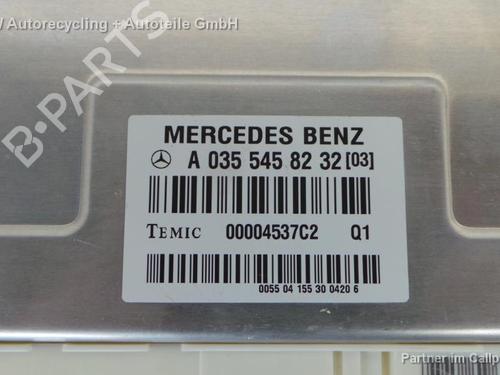 Autorecycling + Autoteile GmbH
B-PARTS
MERCEDES BENZ
A 035 545 82 32 [03]
TEMIC 00004537C2 Q1
0055 04 155 30 0420 6
Partner im Callp